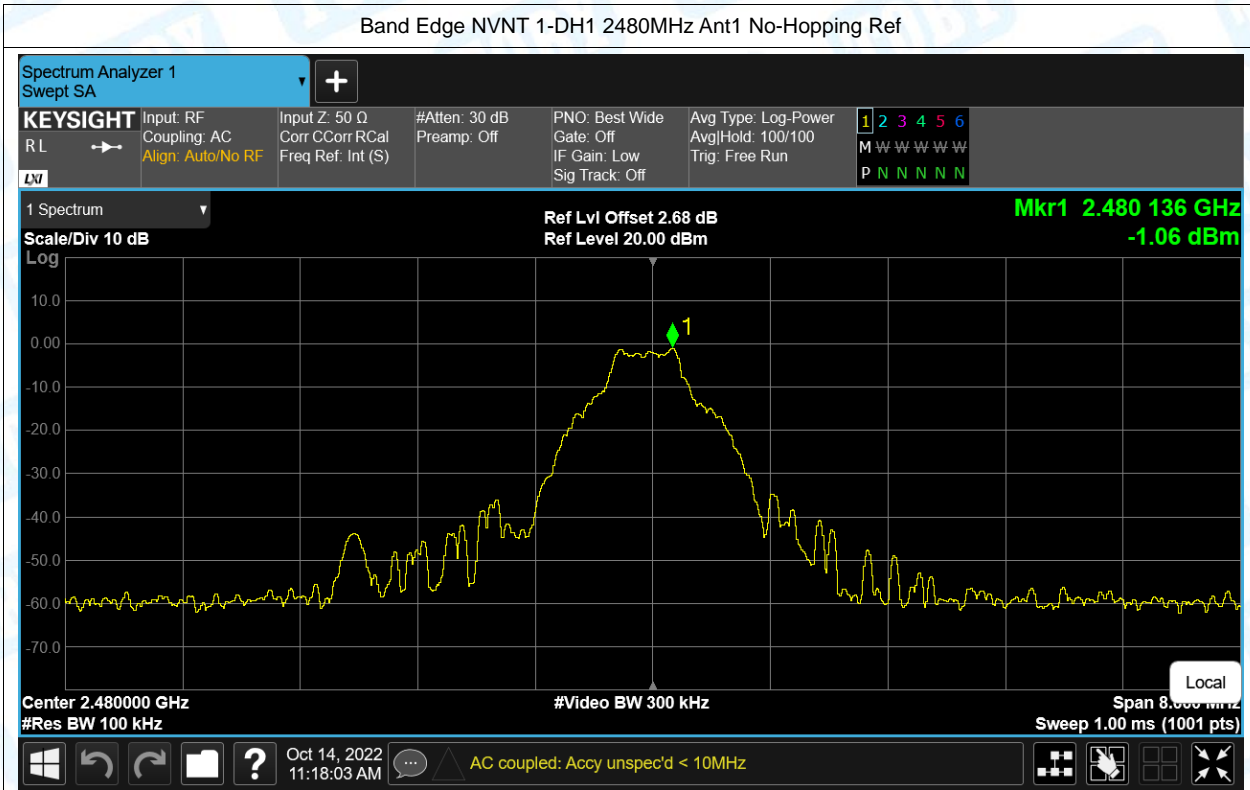 Band Edge NVNT 1-DH1 2480MHz Ant1 No-Hopping Ref
Spectrum Analyzer 1
Swept SA
+
KEYSIGHT
R L
LXI
Input: RF
Coupling: AC
Align: Auto/No RF
Input Z: 50 Ω
Corr CCorr RCal
Freq Ref: Int (S)
#Atten: 30 dB
Preamp: Off
PNO: Best Wide
Gate: Off
IF Gain: Low
Sig Track: Off
Avg Type: Log-Power
Avg|Hold: 100/100
Trig: Free Run
1 2 3 4 5 6
M W W W W W W
P N N N N N
1 Spectrum
Scale/Div 10 dB
Ref Lvl Offset 2.68 dB
Ref Level 20.00 dBm
Mkr1 2.480 136 GHz
-1.06 dBm
Log
10.0
0.00
-10.0
-20.0
-30.0
-40.0
-50.0
-60.0
-70.0
1
Local
Center 2.480000 GHz
#Video BW 300 kHz
Span 8.000 MHz
#Res BW 100 kHz
Sweep 1.00 ms (1001 pts)
?
Oct 14, 2022
11:18:03 AM
AC coupled: Accy unspec'd < 10MHz